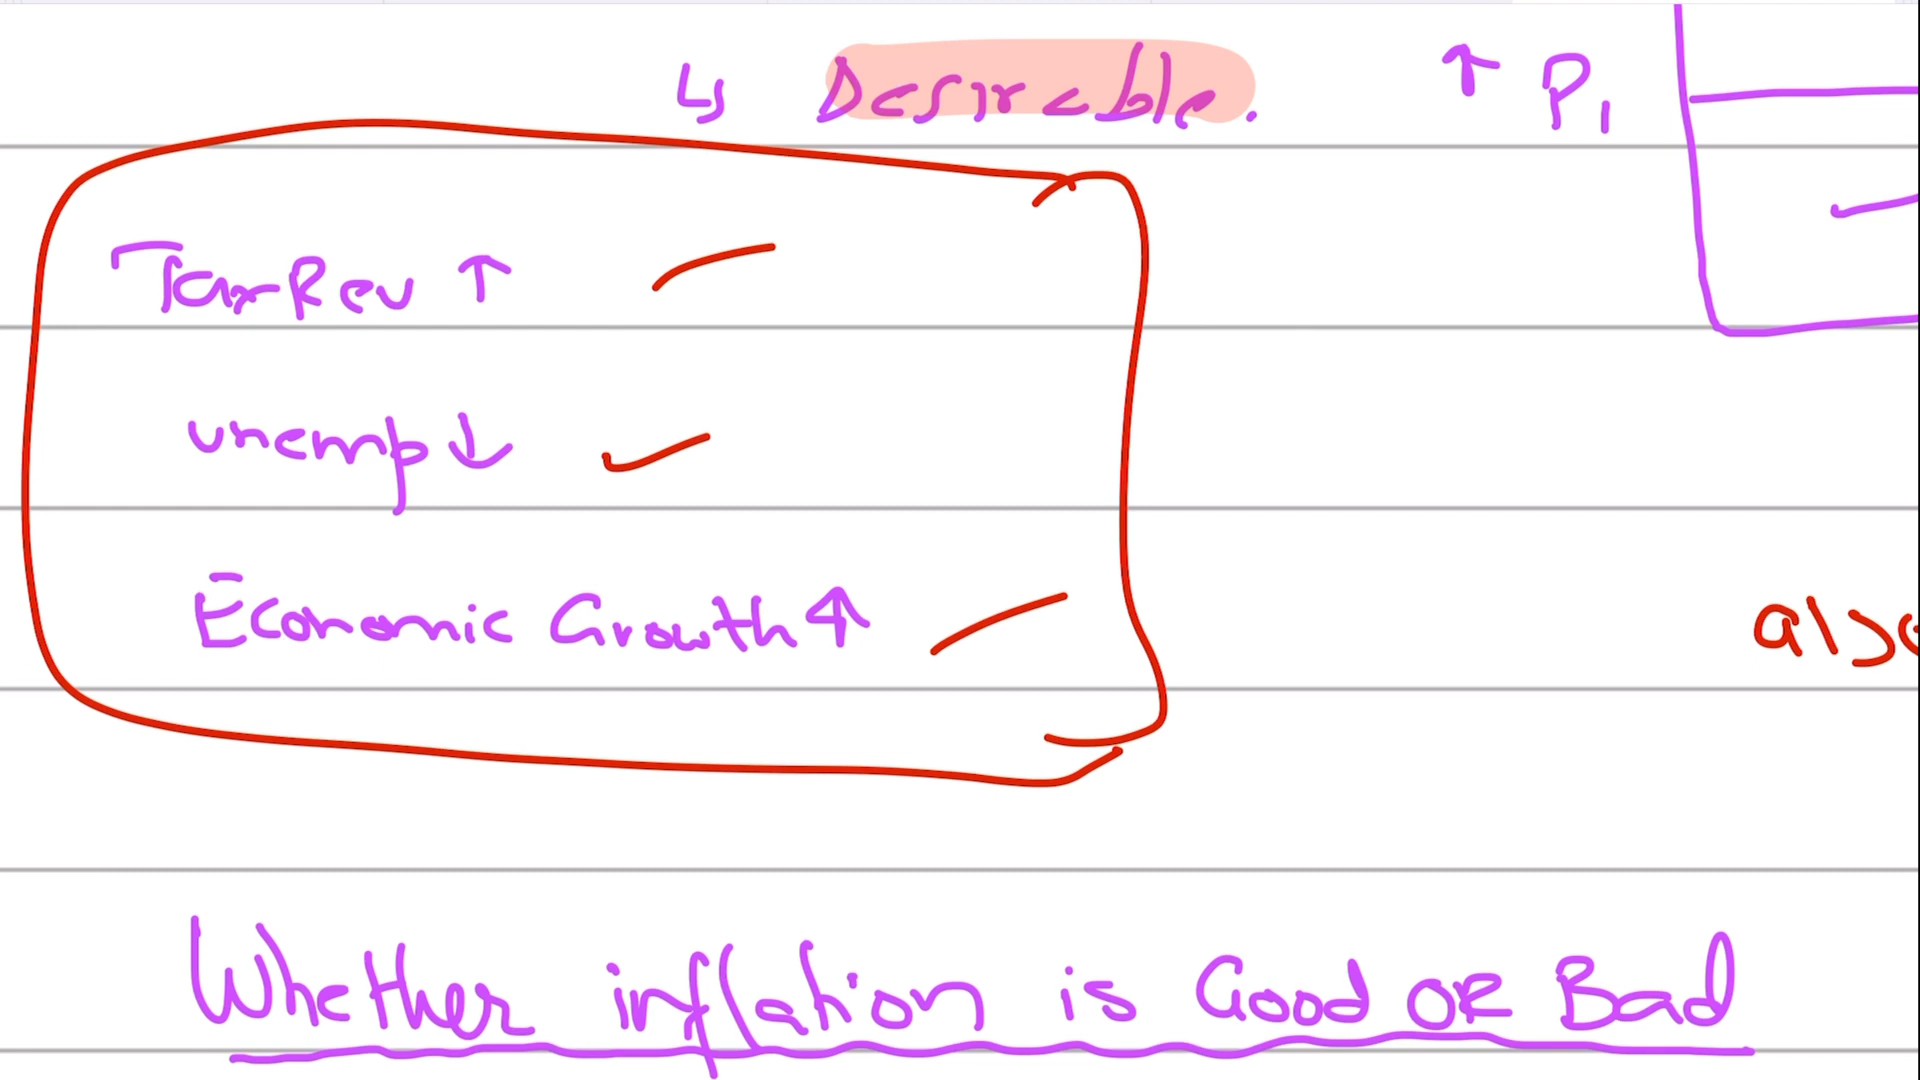 ↳ Desirable.
↑ P1
Tax Rev ↑
unemp ↓
Economic Growth ↑
Whether inflation is Good OR Bad